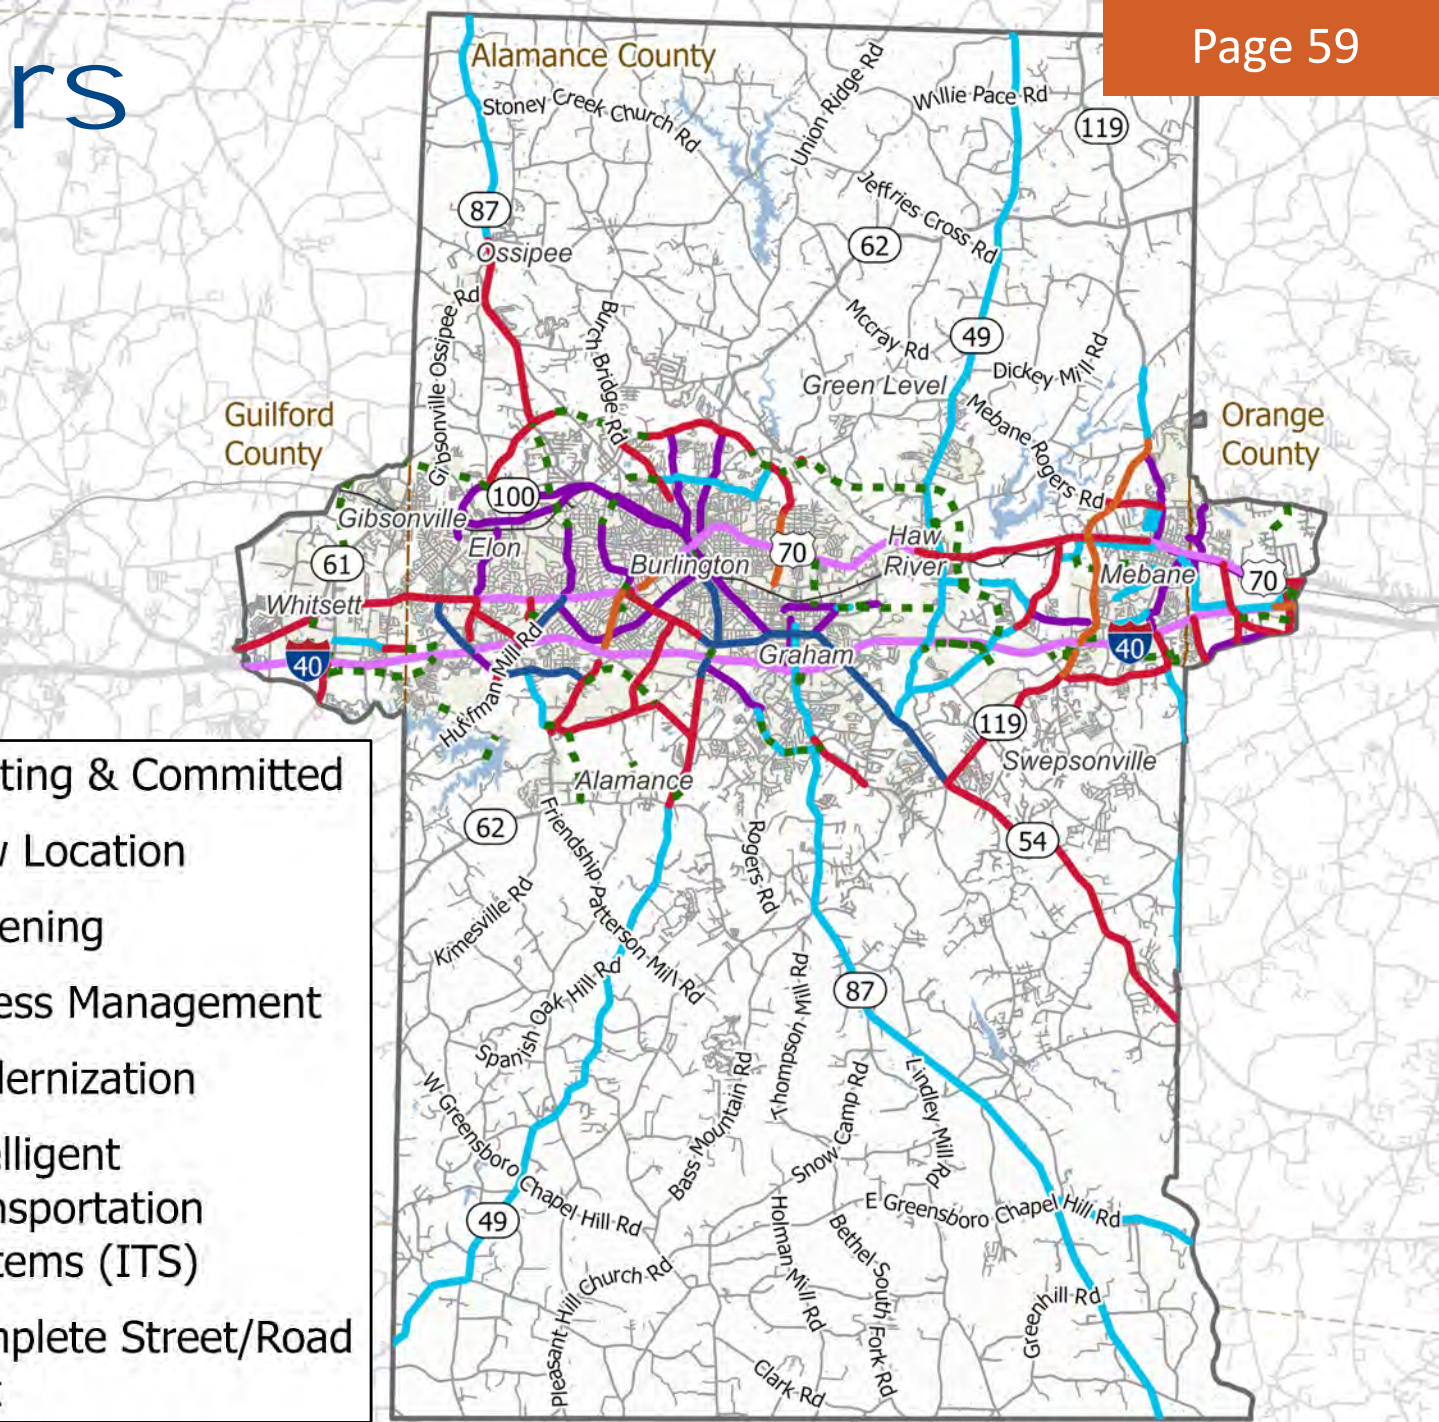 Page 59
rs
Alamance County
Stoney Creek Church Rd
Union Ridge Rd
Willie Pace Rd
119
87
Jeffries Cross Rd
62
Ossipee
Gibsonville Ossipee Rd
Burch Bridge Rd
Mccray Rd
49
Dickey Mill Rd
Green Level
Mebane Rogers Rd
Guilford
County
Orange
County
100
Gibsonville
Elon
61
Burlington
70
Haw
River
Mebane
70
Whitsett
40
Huffman Mill Rd
Graham
40
119
Swepsonville
Alamance
62
Friendship Patterson Mill Rd
Rogers Rd
54
Kimesville Rd
Spanish Oak Hill Rd
Thompson Mill Rd
87
W Greensboro Chapel Hill Rd
Bass Mountain Rd
Snow Camp Rd
Lindley Mill Rd
49
E Greensboro Chapel Hill Rd
Holman Mill Rd
Bethel South Fork Rd
Pleasant Hill Church Rd
Greenhill Rd
Clark Rd
ting & Committed
Location
ening
ess Management
dernization
elligent
nsportation
tems (ITS)
mplete Street/Road